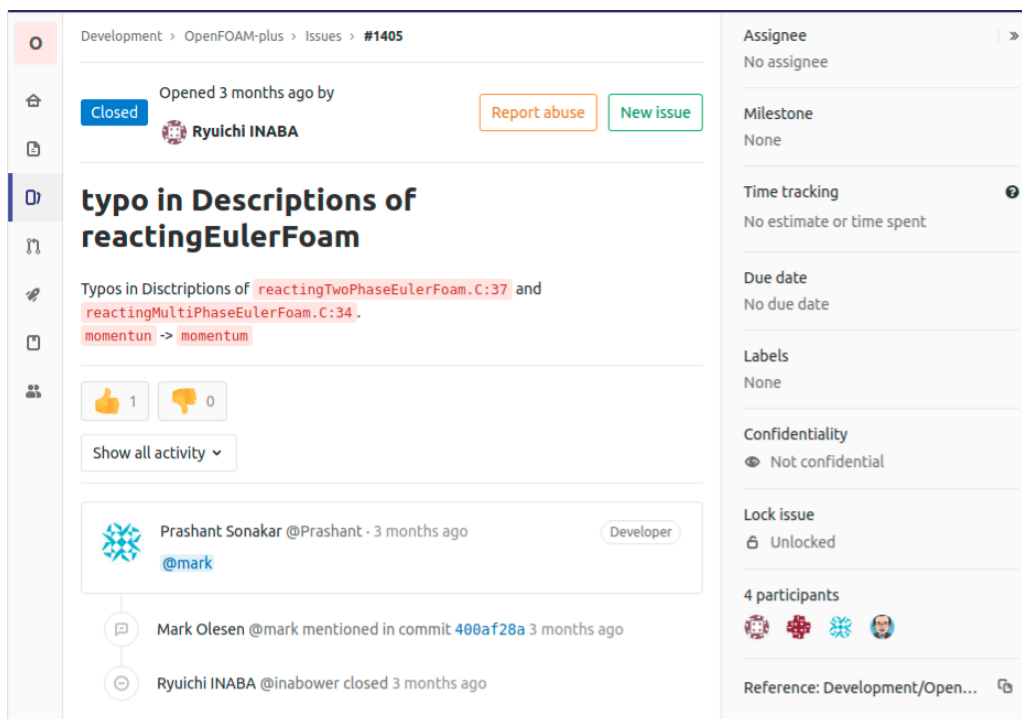 O
Development > OpenFOAM-plus > Issues > #1405
Closed
Opened 3 months ago by
Ryuichi INABA
Report abuse
New issue
typo in Descriptions of
reactingEulerFoam
Typos in Disctriptions of reactingTwoPhaseEulerFoam.C:37 and
reactingMultiPhaseEulerFoam.C:34.
momentun -> momentum
1
0
Show all activity
Prashant Sonakar @Prashant · 3 months ago
Developer
@mark
Mark Olesen @mark mentioned in commit 400af28a 3 months ago
Ryuichi INABA @inabower closed 3 months ago
Assignee
»
No assignee
Milestone
None
Time tracking
No estimate or time spent
Due date
No due date
Labels
None
Confidentiality
Not confidential
Lock issue
Unlocked
4 participants
Reference: Development/Open...